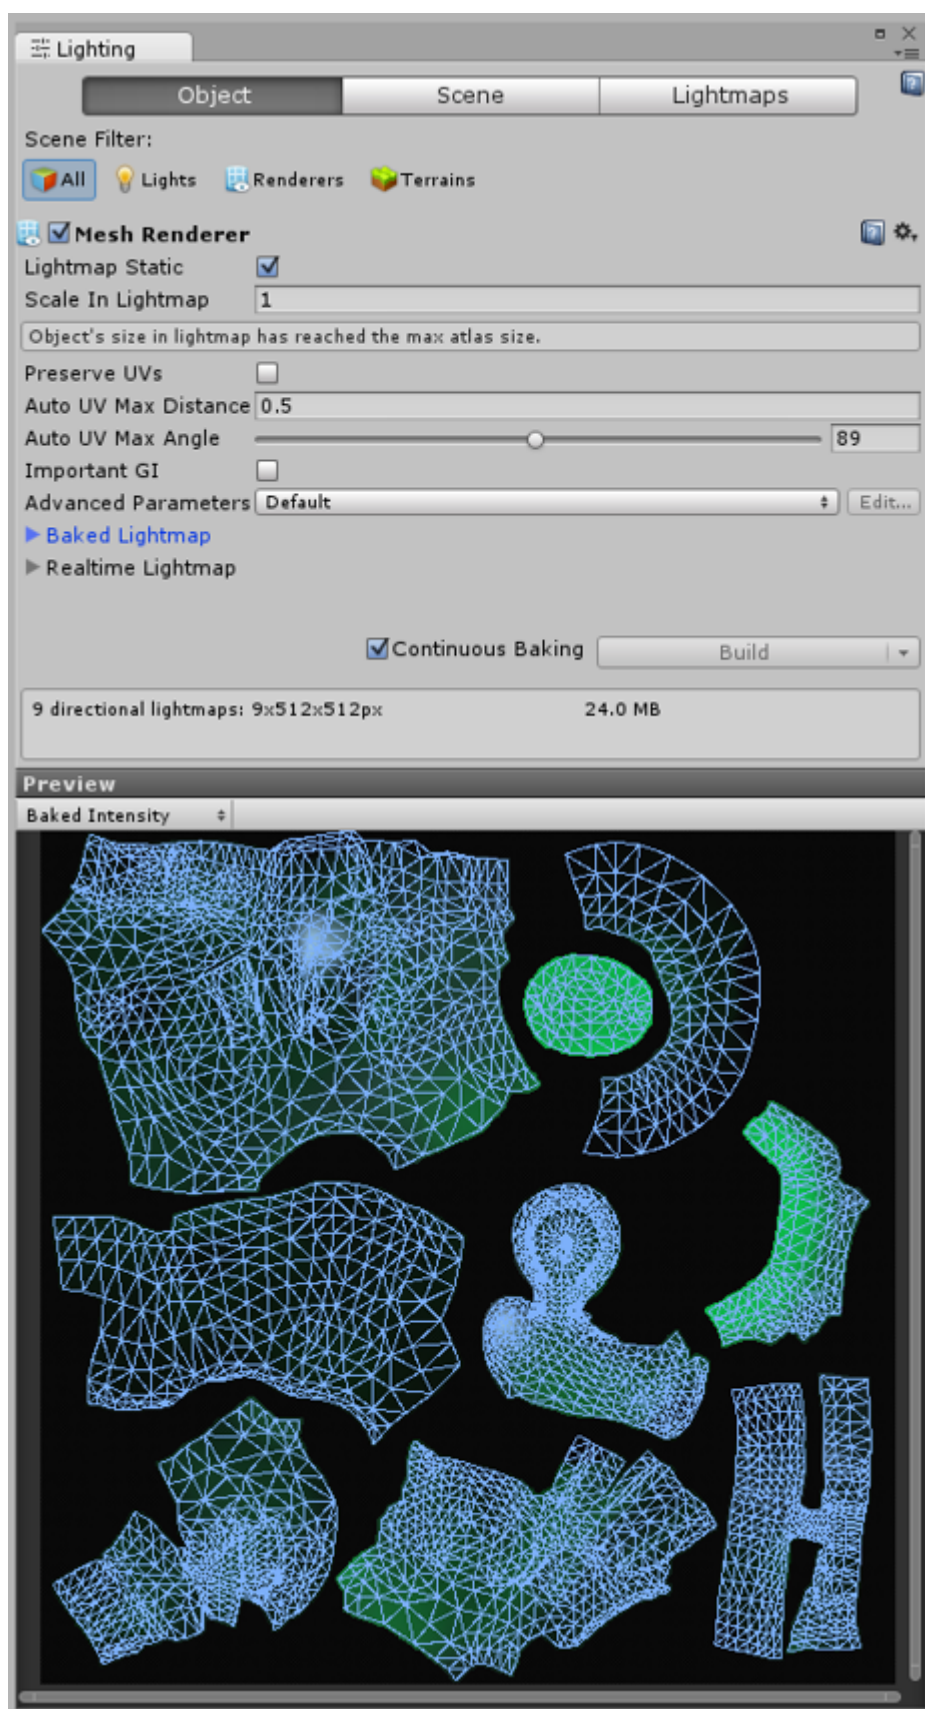 Lighting
Object Scene Lightmaps
Scene Filter:
All Lights Renderers Terrains
Mesh Renderer
Lightmap Static
Scale In Lightmap 1
Object's size in lightmap has reached the max atlas size.
Preserve UVs
Auto UV Max Distance 0.5
Auto UV Max Angle 89
Important GI
Advanced Parameters Default Edit...
Baked Lightmap
Realtime Lightmap
Continuous Baking Build
9 directional lightmaps: 9x512x512px 24.0 MB
Preview
Baked Intensity